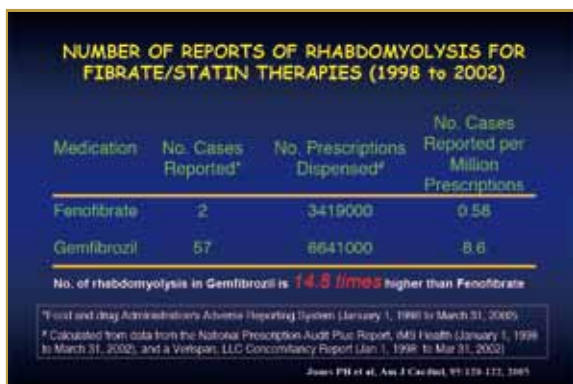 NUMBER OF REPORTS OF RHABDOMYOLYSIS FOR
FIBRATE/STATIN THERAPIES (1998 to 2002)
Medication
No. Cases Reported*
No. Prescriptions Dispensed#
No. Cases Reported per Million Prescriptions
Fenofibrate 2 3419000 0.58
Gemfibrozil 57 6641000 8.6
No. of rhabdomyolysis in Gemfibrozil is 14.8 times higher than Fenofibrate
*Food and drug Administration's Adverse Reporting System (January 1, 1998 to March 31, 2002)
# Calculated from data from the National Prescription Audit Plus Report, IMS Health (January 1, 1998
to March 31, 2002), and a Verispan, LLC Concomitancy Report (Jan 1, 1998 to Mar 31, 2002)
Jones PH et al, Am J Cardiol, 95:120-122, 2005